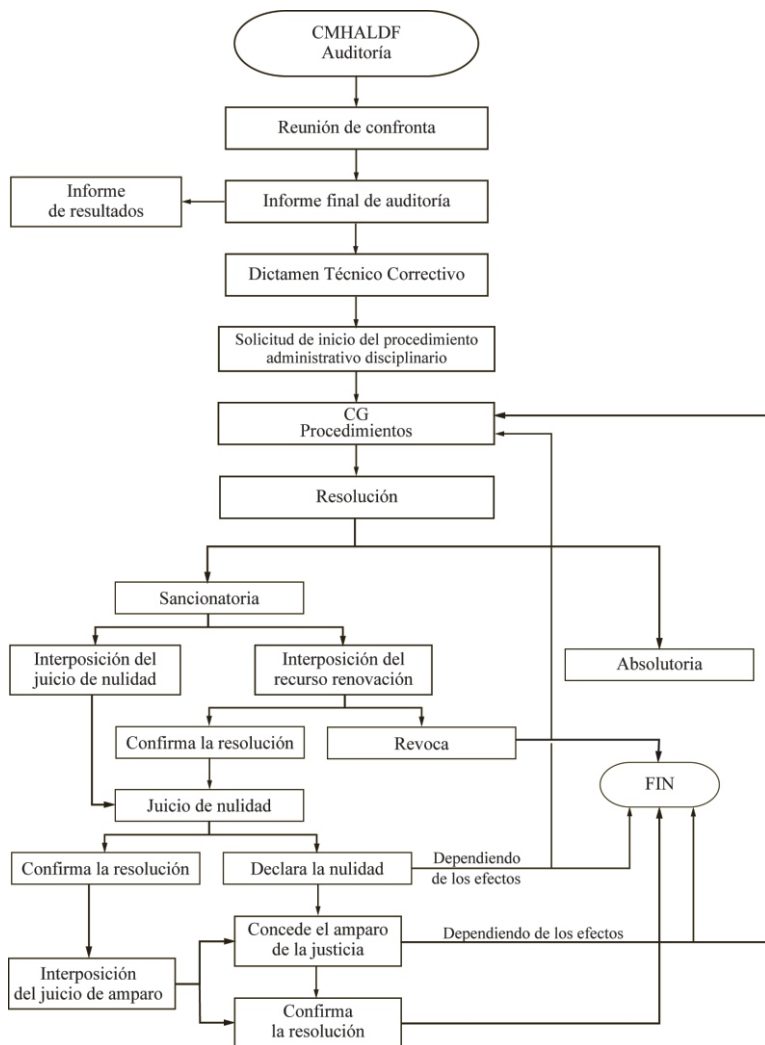 CMHALDF
Auditoría
Reunión de confronta
Informe
de resultados
Informe final de auditoría
Dictamen Técnico Correctivo
Solicitud de inicio del procedimiento
administrativo disciplinario
CG
Procedimientos
Resolución
Sancionatoria
Interposición del
juicio de nulidad
Interposición del
recurso renovación
Absolutoria
Confirma la resolución
Revoca
FIN
Juicio de nulidad
Confirma la resolución
Declara la nulidad
Dependiendo
de los efectos
Concede el amparo
de la justicia
Dependiendo de los efectos
Interposición
del juicio de amparo
Confirma
la resolución